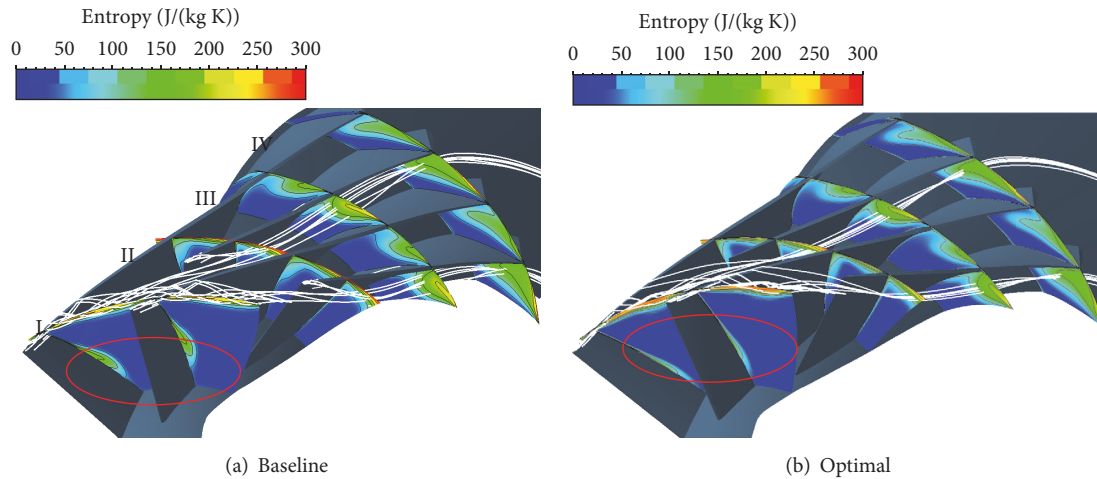 Entropy (J/(kg K))
0 50 100 150 200 250 300
IV
III
II
I
(a) Baseline
Entropy (J/(kg K))
0 50 100 150 200 250 300
(b) Optimal